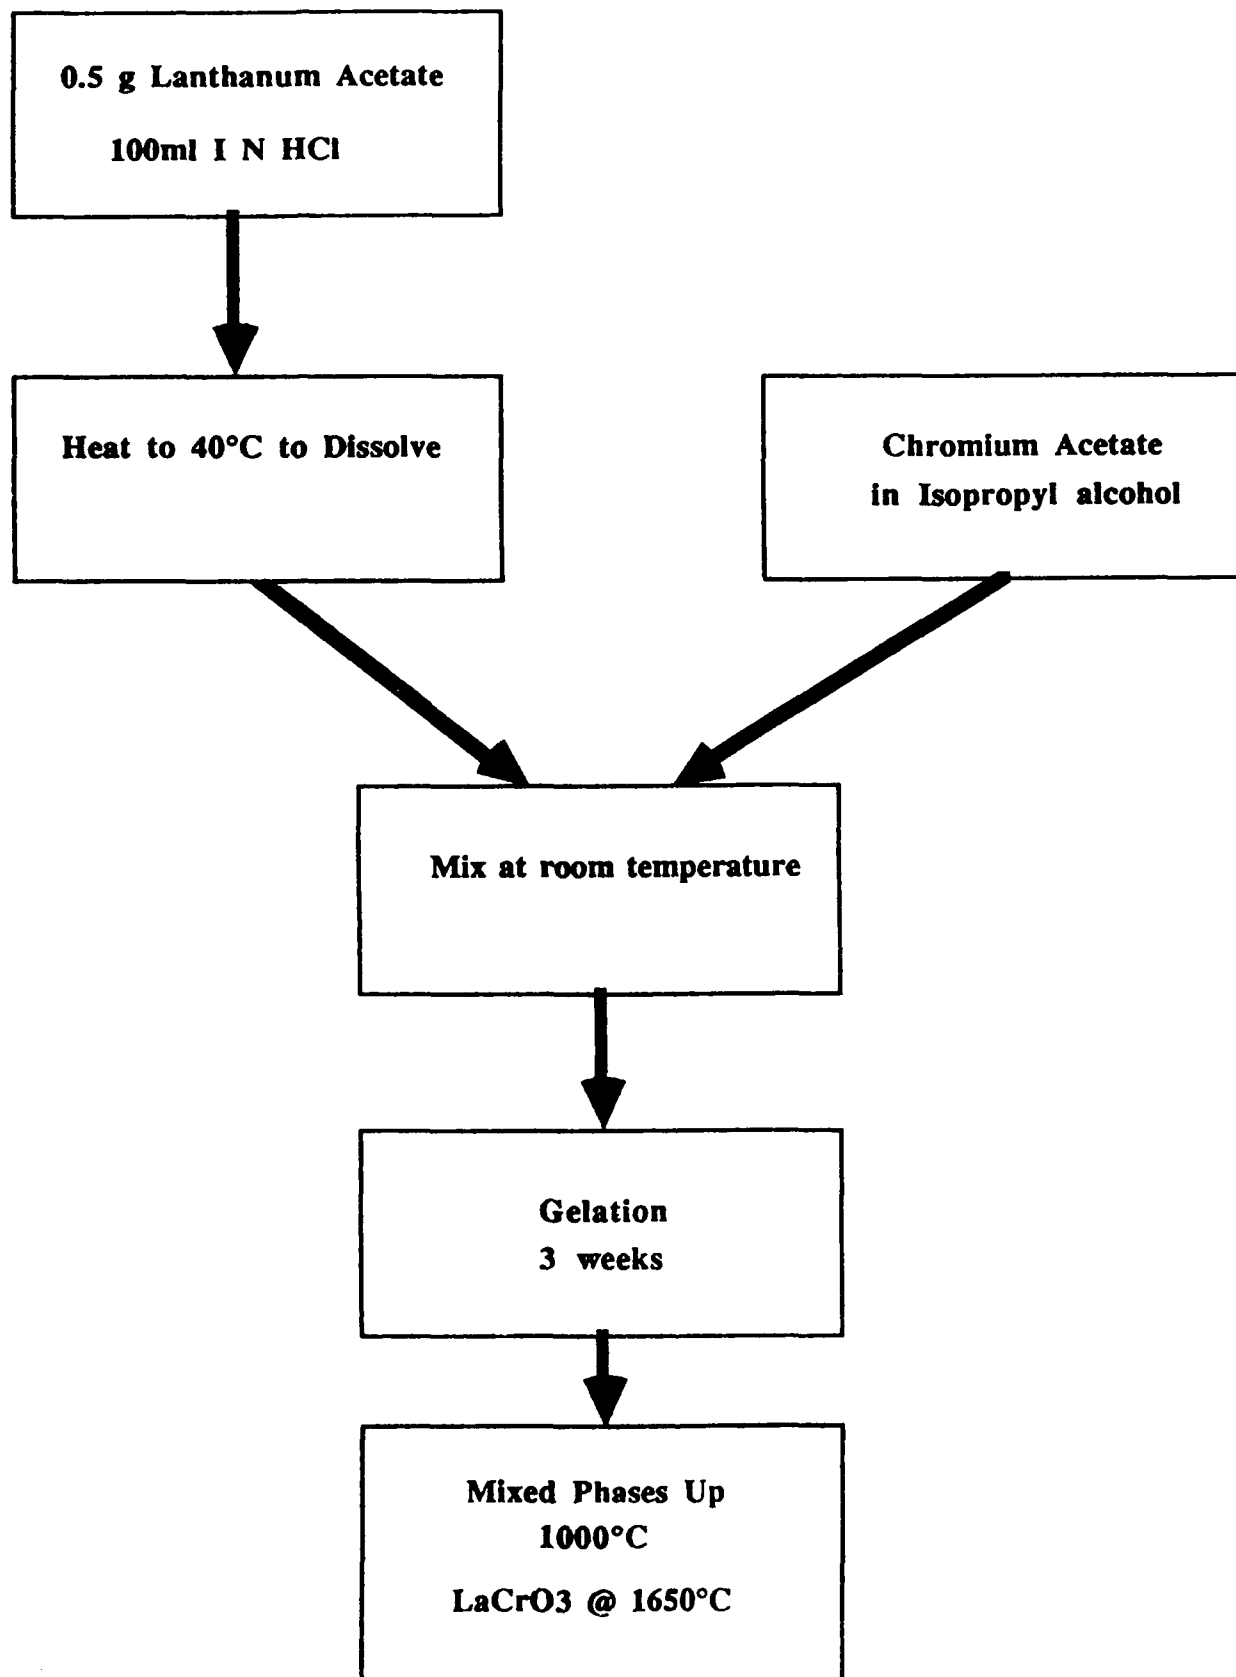 0.5 g Lanthanum Acetate
100ml I N HCl
Heat to 40°C to Dissolve
Chromium Acetate
in Isopropyl alcohol
Mix at room temperature
Gelation
3 weeks
Mixed Phases Up
1000°C
LaCrO3 @ 1650°C